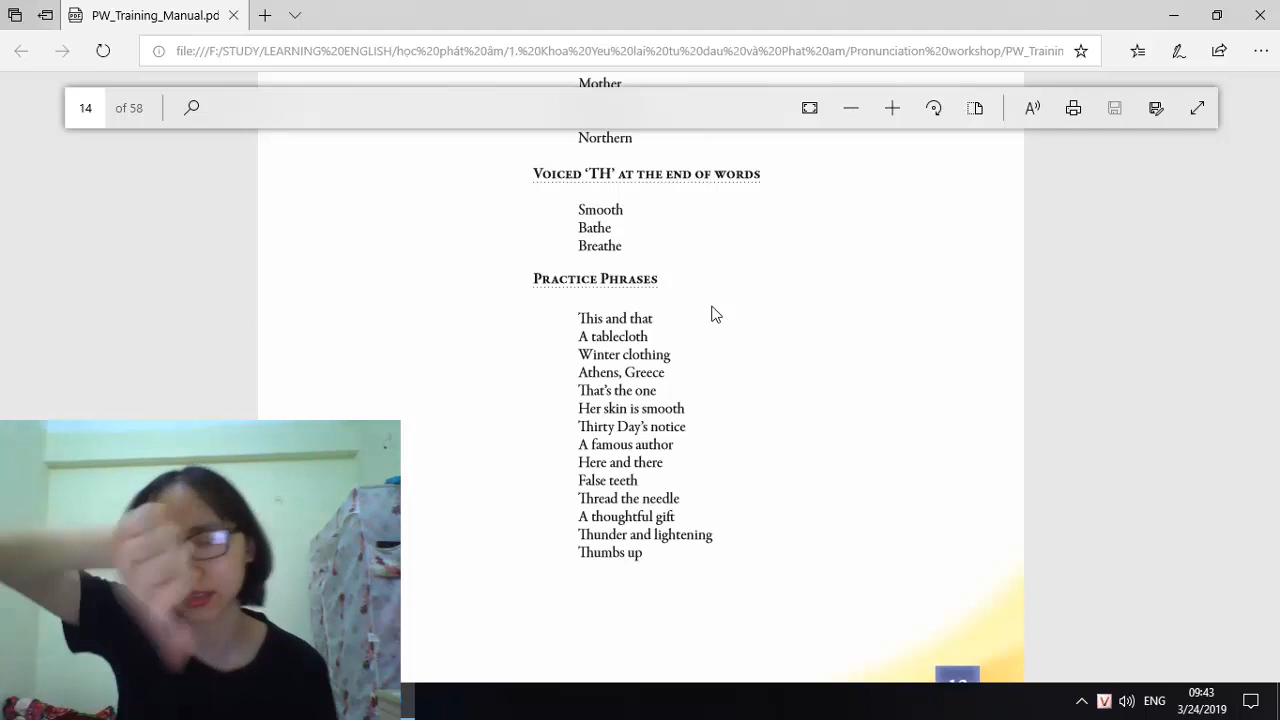 PW_Training_Manual
file:///F:/STUDY/LEARNING%20ENGLISH/học%20phát%20âm/1.%20Khoa%20Yeu%20lai%20tu%20dau%20và%20Phat%20am/Pronunciation%20workshop/PW_Trainin
Mother
14 of 58
Northern
VOICED ‘TH’ AT THE END OF WORDS
Smooth
Bathe
Breathe
PRACTICE PHRASES
This and that
A tablecloth
Winter clothing
Athens, Greece
That’s the one
Her skin is smooth
Thirty Day’s notice
A famous author
Here and there
False teeth
Thread the needle
A thoughtful gift
Thunder and lightening
Thumbs up
V ENG
09:43
3/24/2019